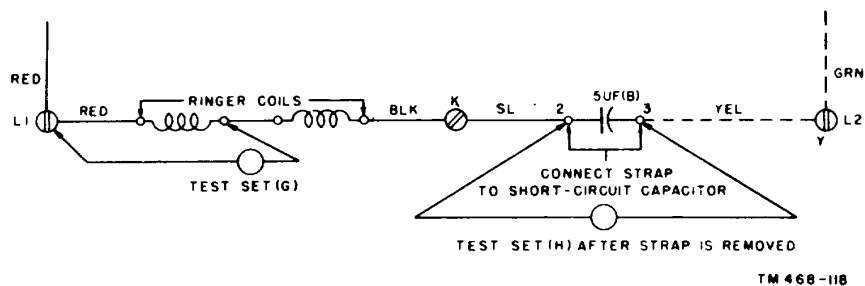 RED
GRN
L1
RED
RINGER COILS
BLK
K
SL
2
5UF(B)
3
YEL
Y
L2
TEST SET(G)
CONNECT STRAP
TO SHORT-CIRCUIT CAPACITOR
TEST SET(H) AFTER STRAP IS REMOVED
TM 468-118